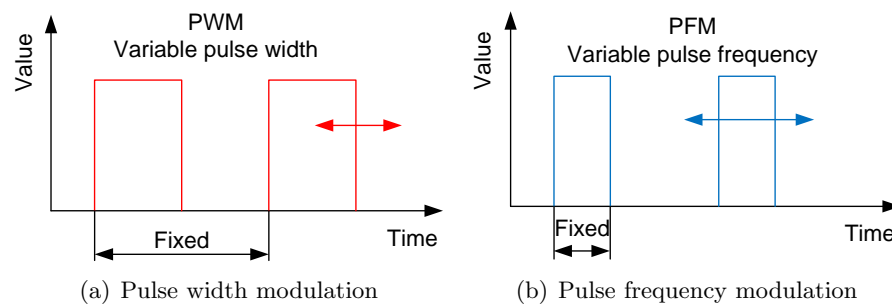 PWM
Variable pulse width
Value
Fixed
Time
(a) Pulse width modulation
PFM
Variable pulse frequency
Value
Fixed
Time
(b) Pulse frequency modulation